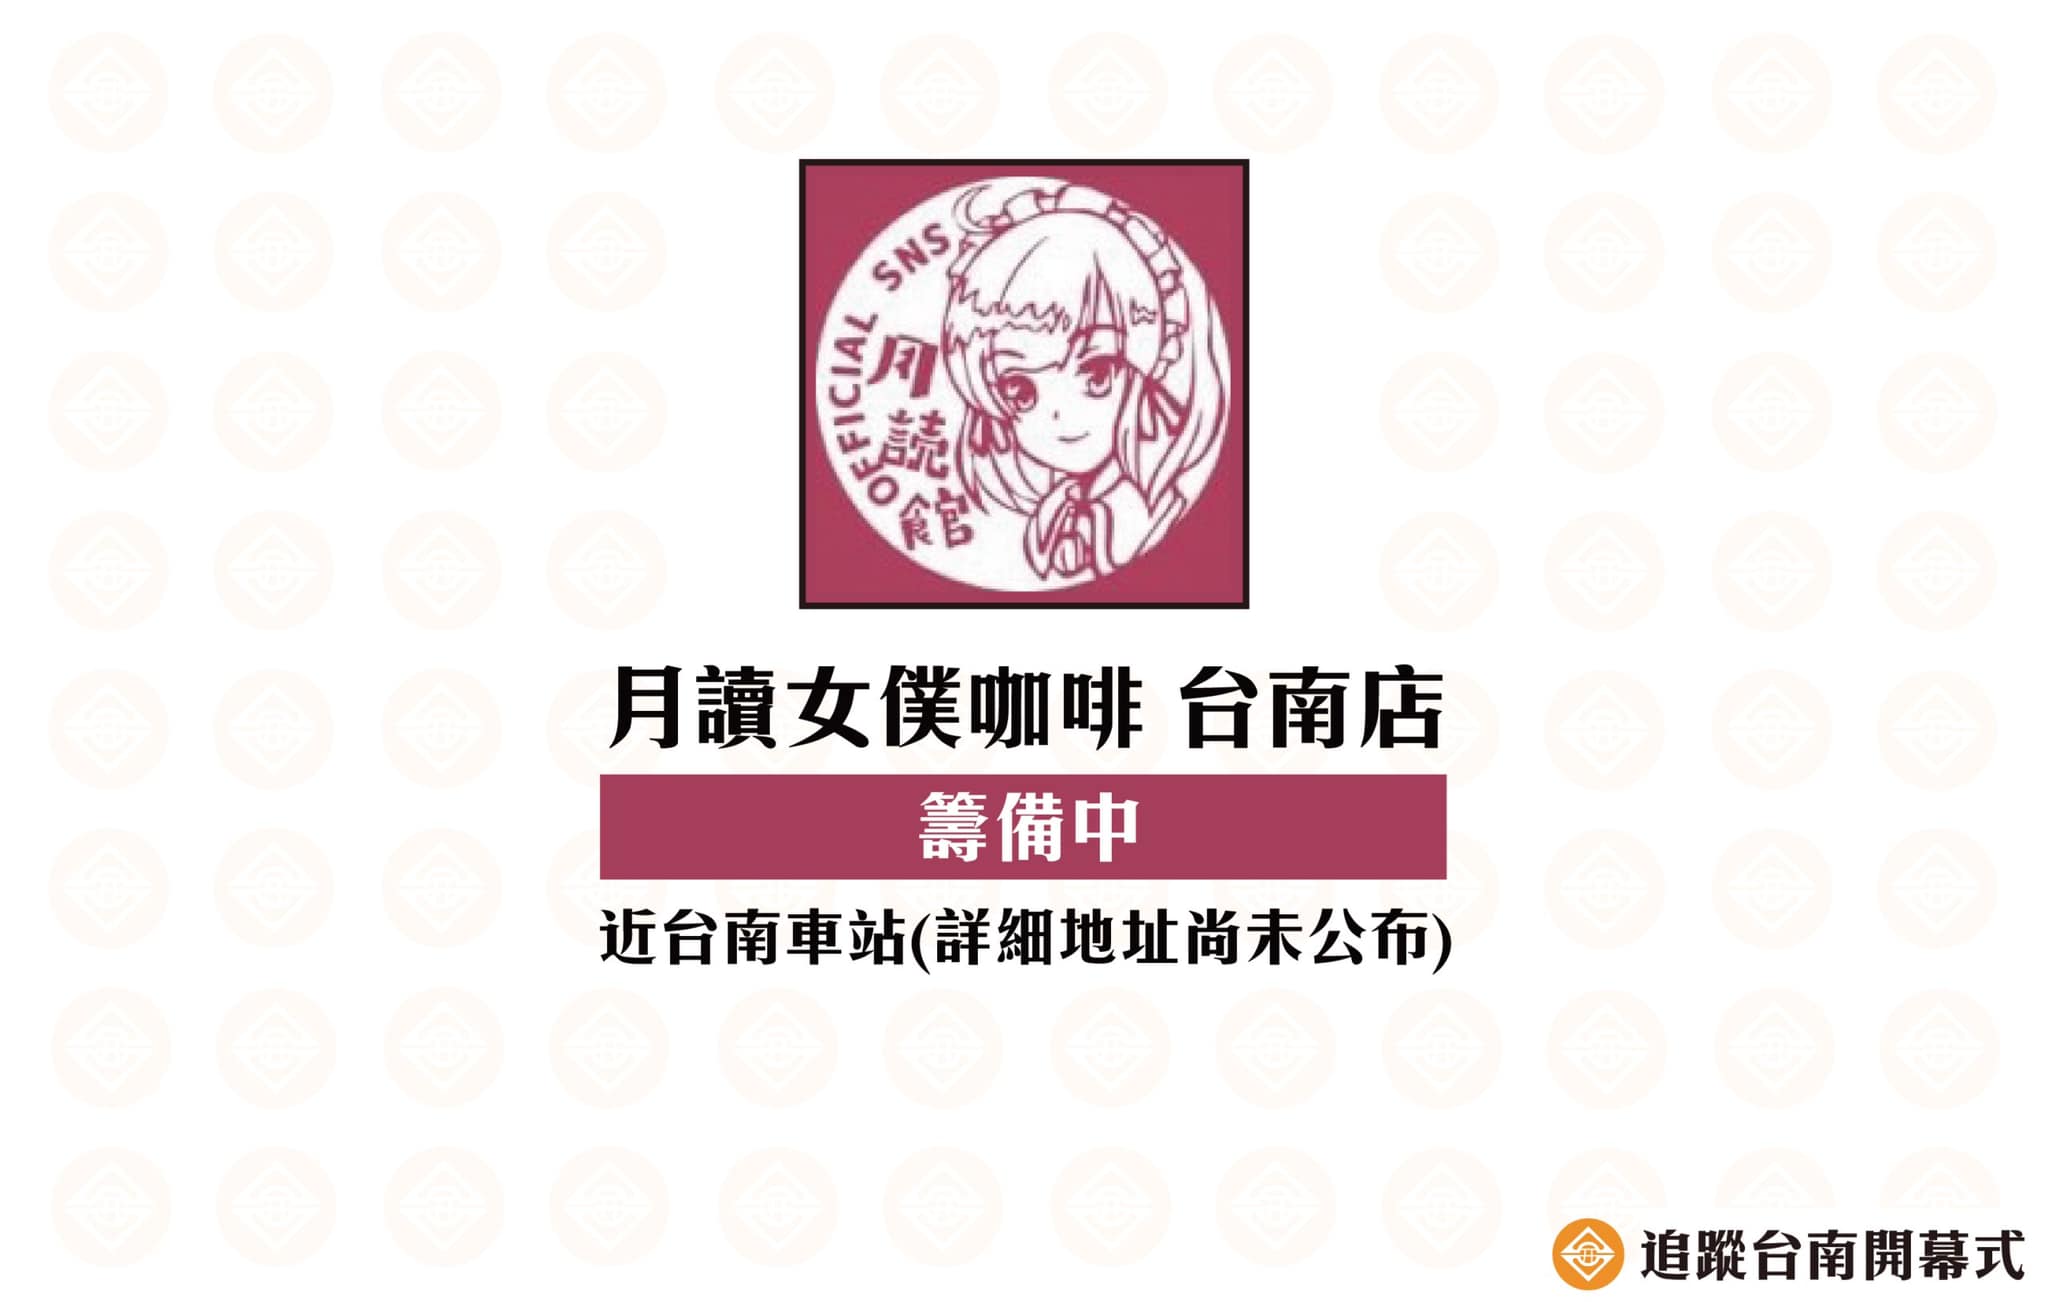 OFFICIAL SNS
月読館
月讀女僕咖啡 台南店
籌備中
近台南車站(詳細地址尚未公布)
追蹤台南開幕式